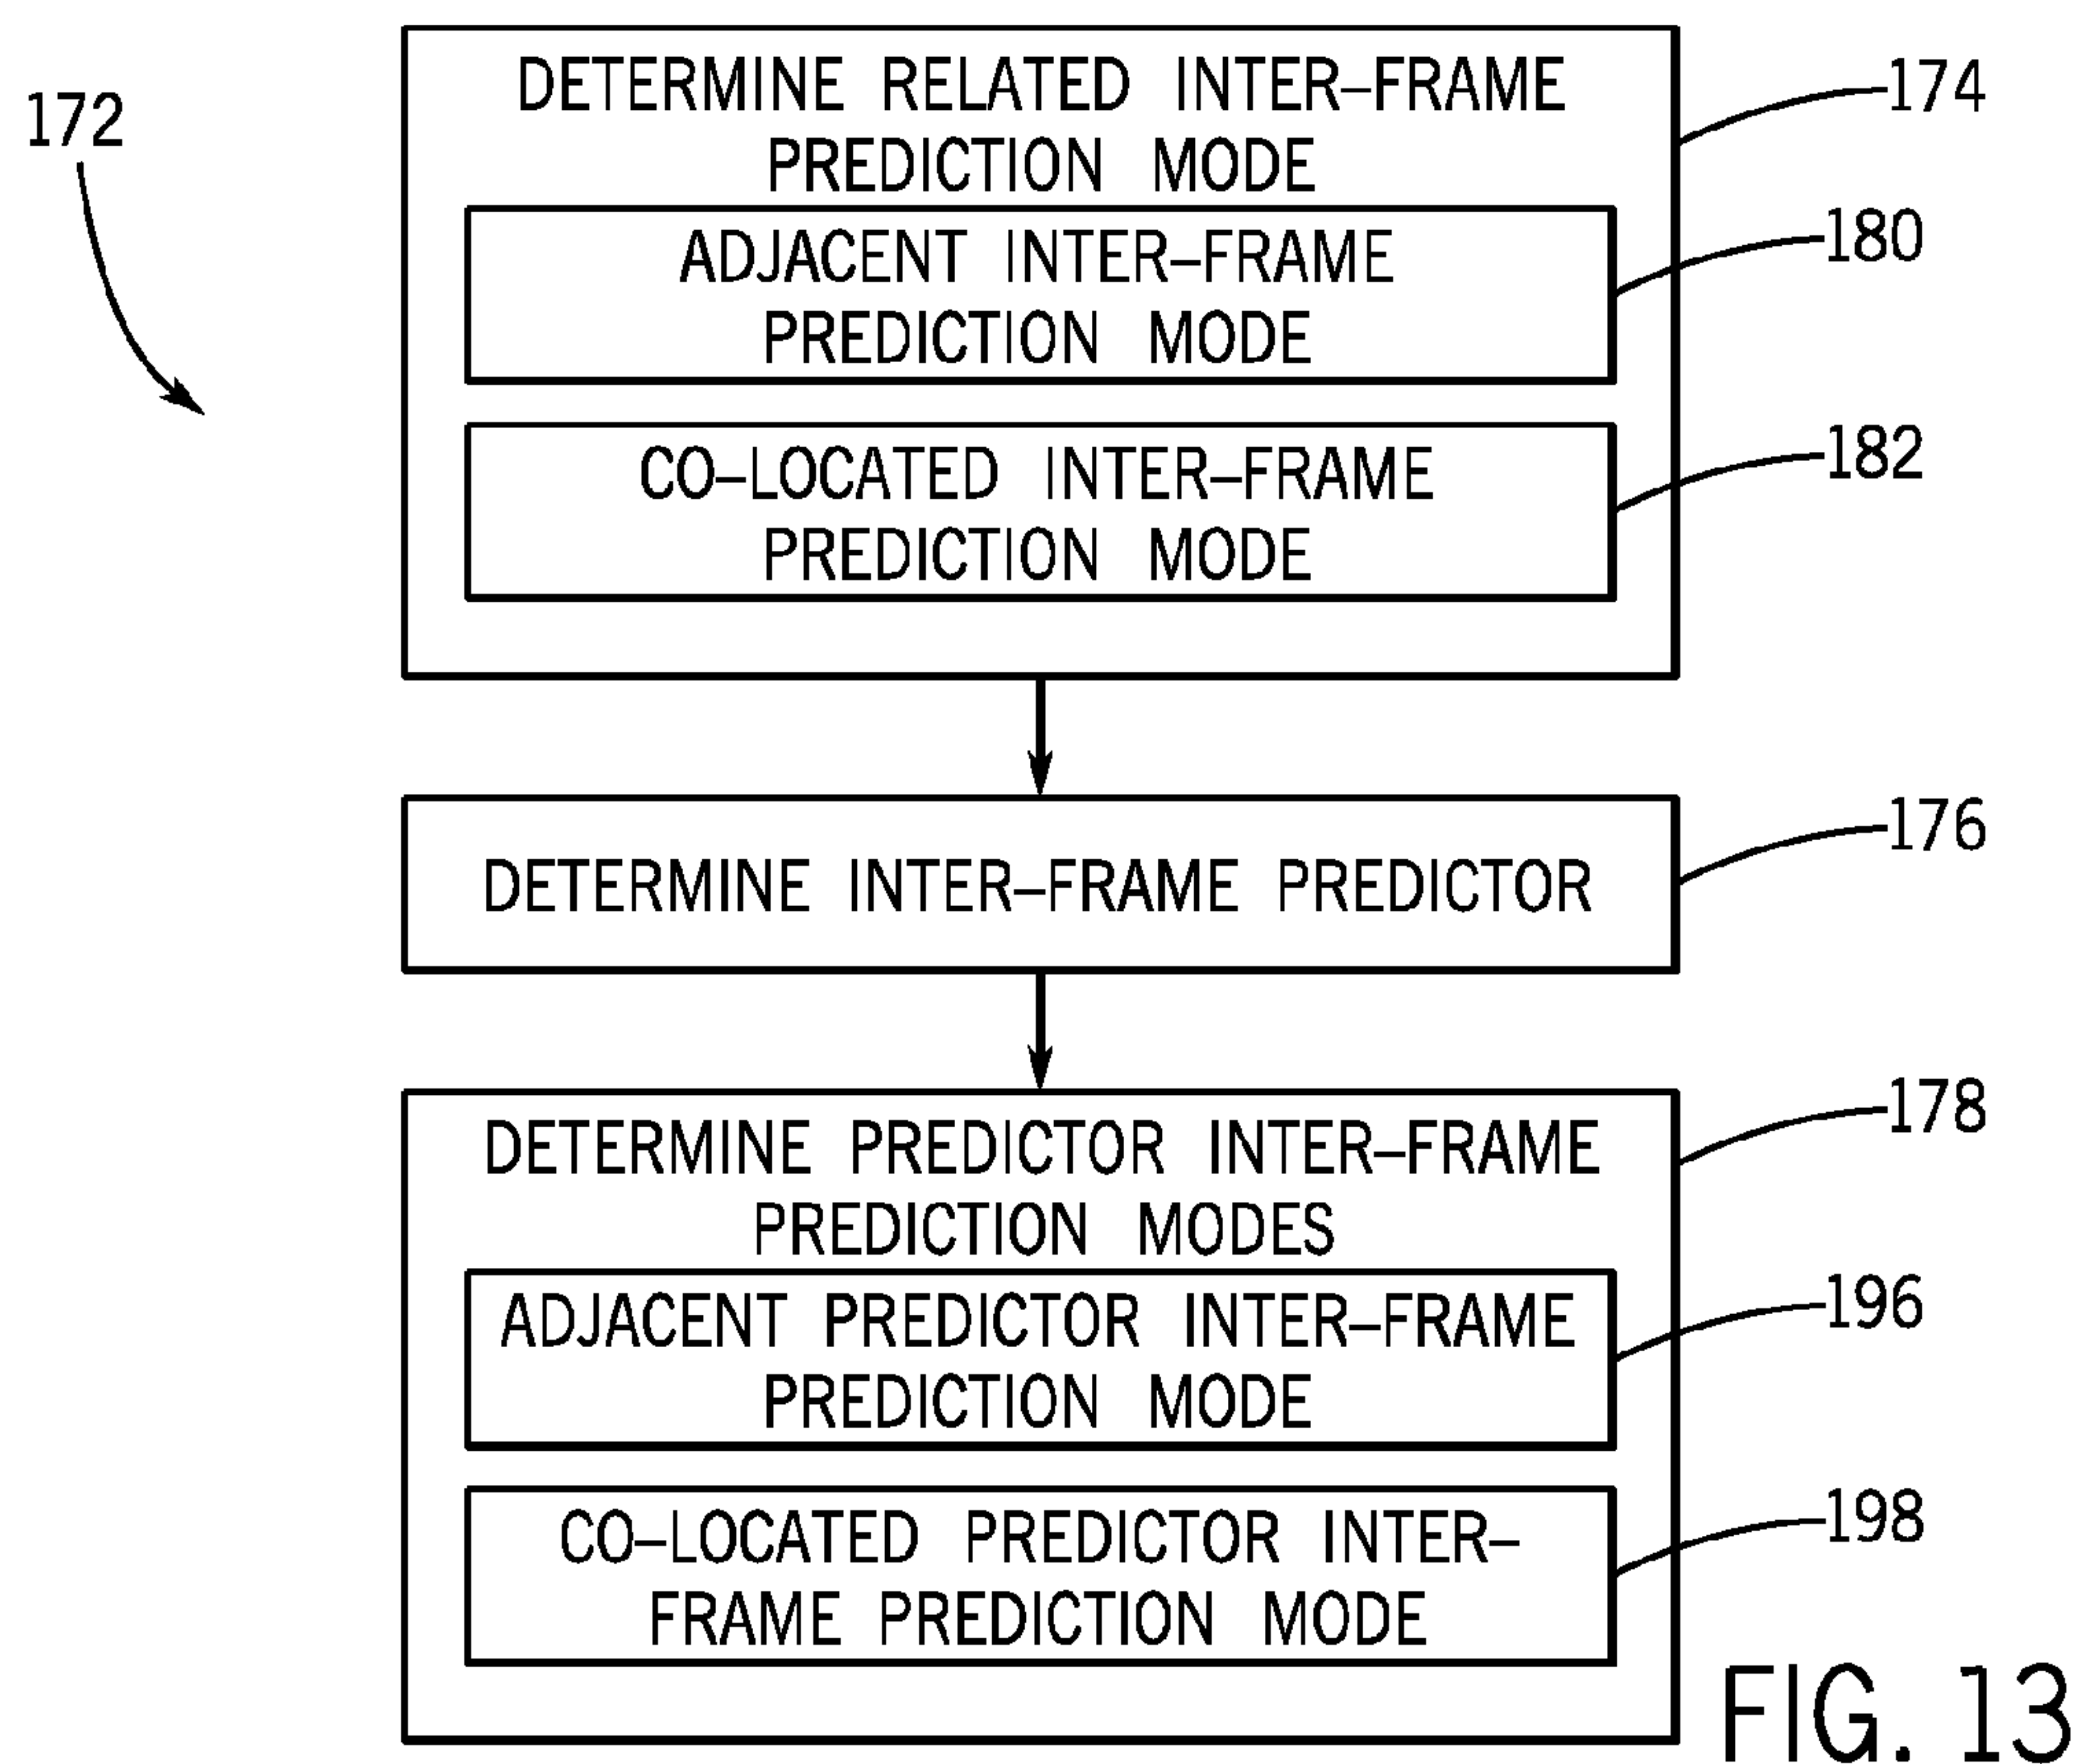 172
DETERMINE RELATED INTER–FRAME
PREDICTION MODE
174
ADJACENT INTER–FRAME
PREDICTION MODE
180
CO–LOCATED INTER–FRAME
PREDICTION MODE
182
DETERMINE INTER–FRAME PREDICTOR
176
DETERMINE PREDICTOR INTER–FRAME
PREDICTION MODES
178
ADJACENT PREDICTOR INTER–FRAME
PREDICTION MODE
196
CO–LOCATED PREDICTOR INTER–
FRAME PREDICTION MODE
198
FIG. 13